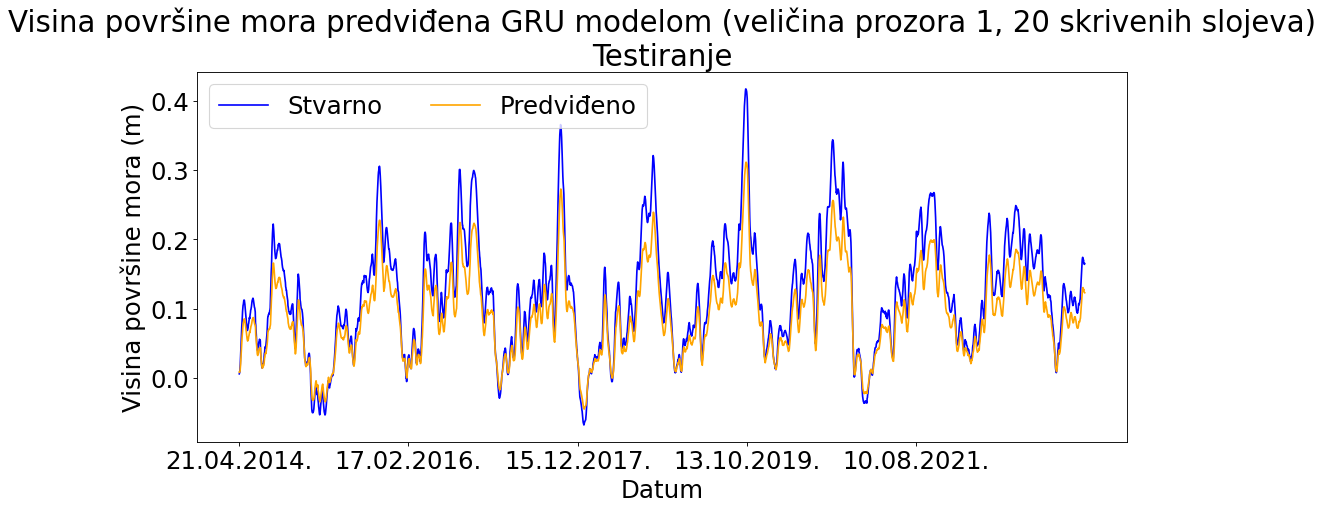 Visina površine mora predviđena GRU modelom (veličina prozora 1, 20 skrivenih slojeva)
Testiranje
Stvarno
Predviđeno
Visina površine mora (m)
0.4
0.3
0.2
0.1
0.0
21.04.2014.
17.02.2016.
15.12.2017.
13.10.2019.
10.08.2021.
Datum